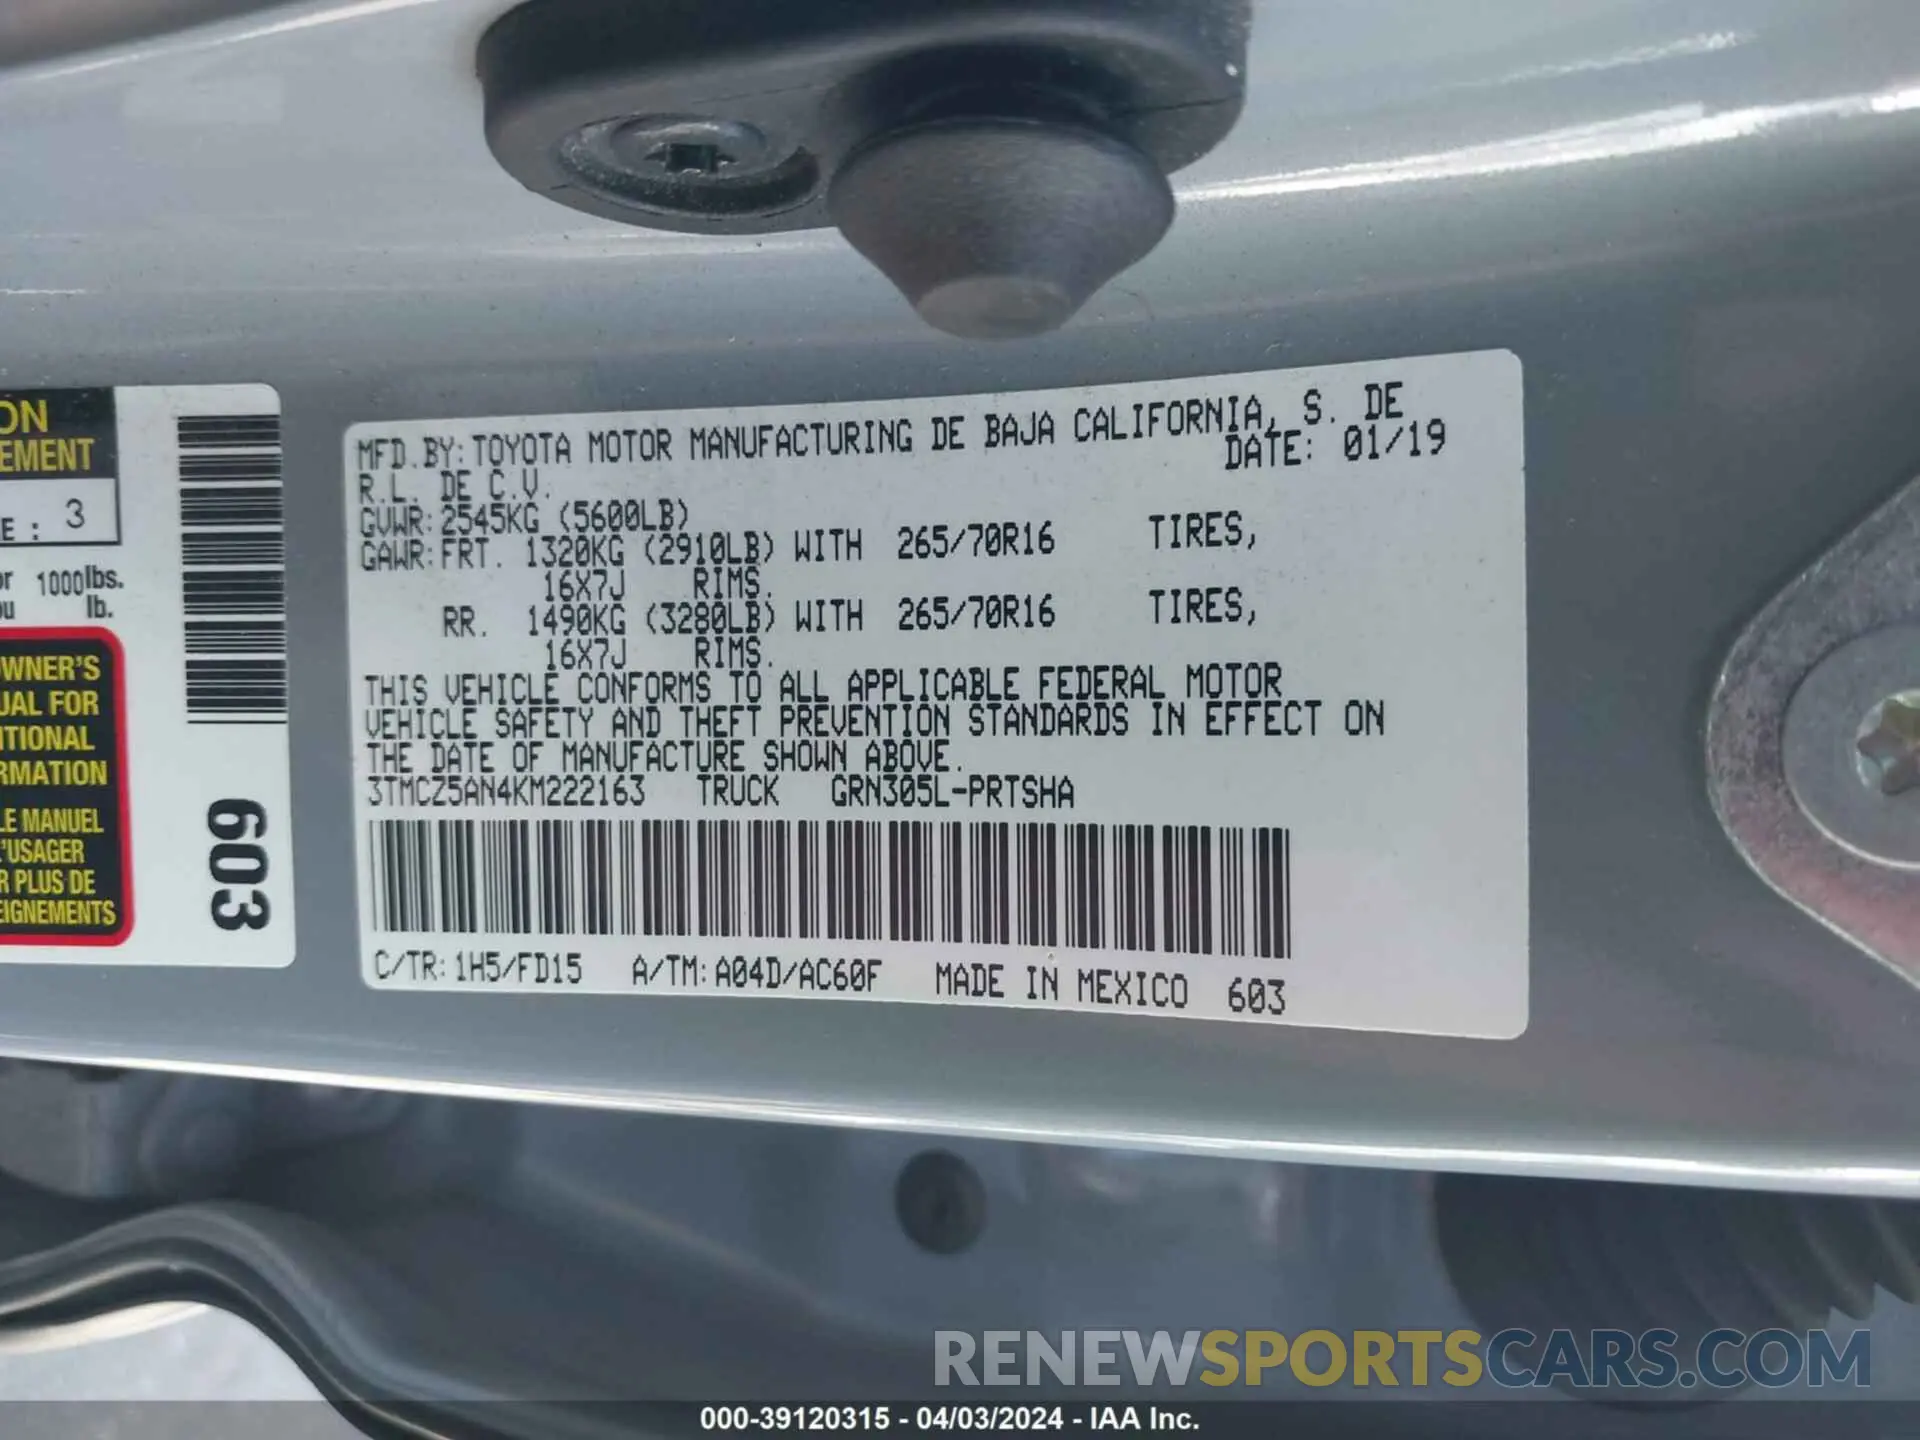 MFD.BY: TOYOTA MOTOR MANUFACTURING DE BAJA CALIFORNIA, S. DE
R.L. DE C.V.
DATE: 01/19
GVWR: 2545KG (5600LB)
GAWR: FRT. 1320KG (2910LB) WITH 265/70R16 TIRES,
16X7J RIMS.
RR. 1490KG (3280LB) WITH 265/70R16 TIRES,
16X7J RIMS.
THIS VEHICLE CONFORMS TO ALL APPLICABLE FEDERAL MOTOR
VEHICLE SAFETY AND THEFT PREVENTION STANDARDS IN EFFECT ON
THE DATE OF MANUFACTURE SHOWN ABOVE.
3TMCZ5AN4KM222163 TRUCK GRN305L-PRTSHA
C/TR: 1H5/FD15 A/TM: A04D/AC60F MADE IN MEXICO 603
ON
EMENT
E : 3
or 1000lbs.
ou lb.
OWNER'S
UAL FOR
ITIONAL
RMATION
LE MANUEL
L'USAGER
R PLUS DE
EIGNEMENTS
603
RENEWSPORTSCARS.COM
000-39120315 - 04/03/2024 - IAA Inc.